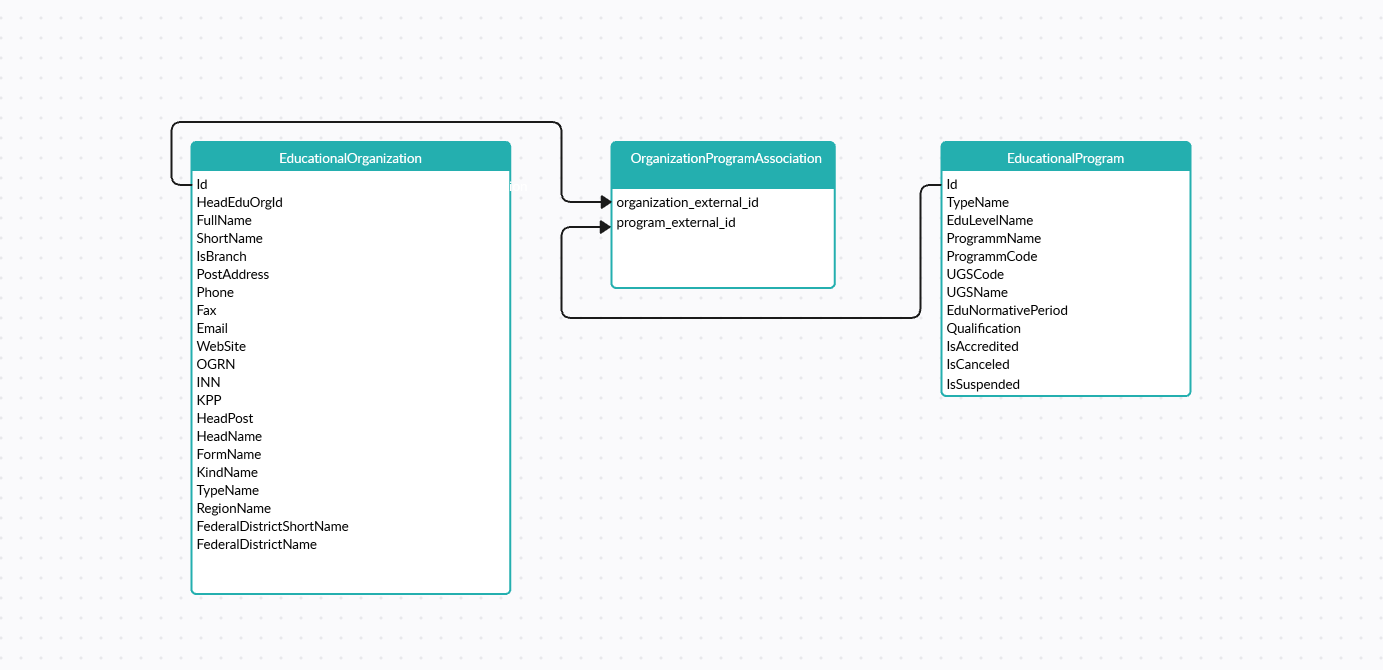 EducationalOrganization
Id
HeadEduOrgId
FullName
ShortName
IsBranch
PostAddress
Phone
Fax
Email
WebSite
OGRN
INN
KPP
HeadPost
HeadName
FormName
KindName
TypeName
RegionName
FederalDistrictShortName
FederalDistrictName
OrganizationProgramAssociation
organization_external_id
program_external_id
EducationalProgram
Id
TypeName
EduLevelName
ProgrammName
ProgrammCode
UGSCode
UGSName
EduNormativePeriod
Qualification
IsAccredited
IsCanceled
IsSuspended